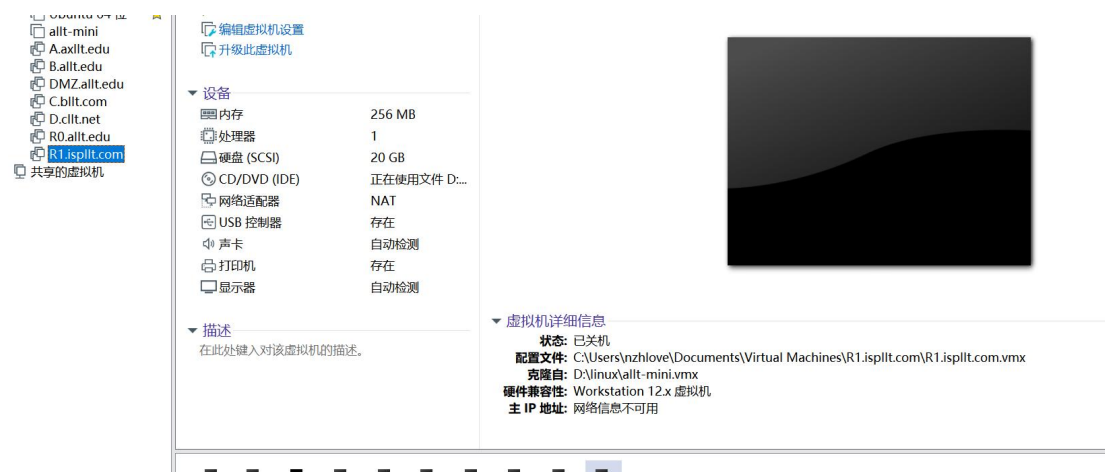 Ubuntu 64 位
allt-mini
A.axllt.edu
B.allt.edu
DMZ.allt.edu
C.bllt.com
D.cllt.net
R0.allt.edu
R1.ispllt.com
共享的虚拟机
编辑虚拟机设置
升级此虚拟机
设备
内存 256 MB
处理器 1
硬盘 (SCSI) 20 GB
CD/DVD (IDE) 正在使用文件 D:...
网络适配器 NAT
USB 控制器 存在
声卡 自动检测
打印机 存在
显示器 自动检测
描述
在此处键入对该虚拟机的描述。
虚拟机详细信息
状态: 已关机
配置文件: C:\Users\nzhlove\Documents\Virtual Machines\R1.ispllt.com\R1.ispllt.com.vmx
克隆自: D:\linux\allt-mini.vmx
硬件兼容性: Workstation 12.x 虚拟机
主 IP 地址: 网络信息不可用